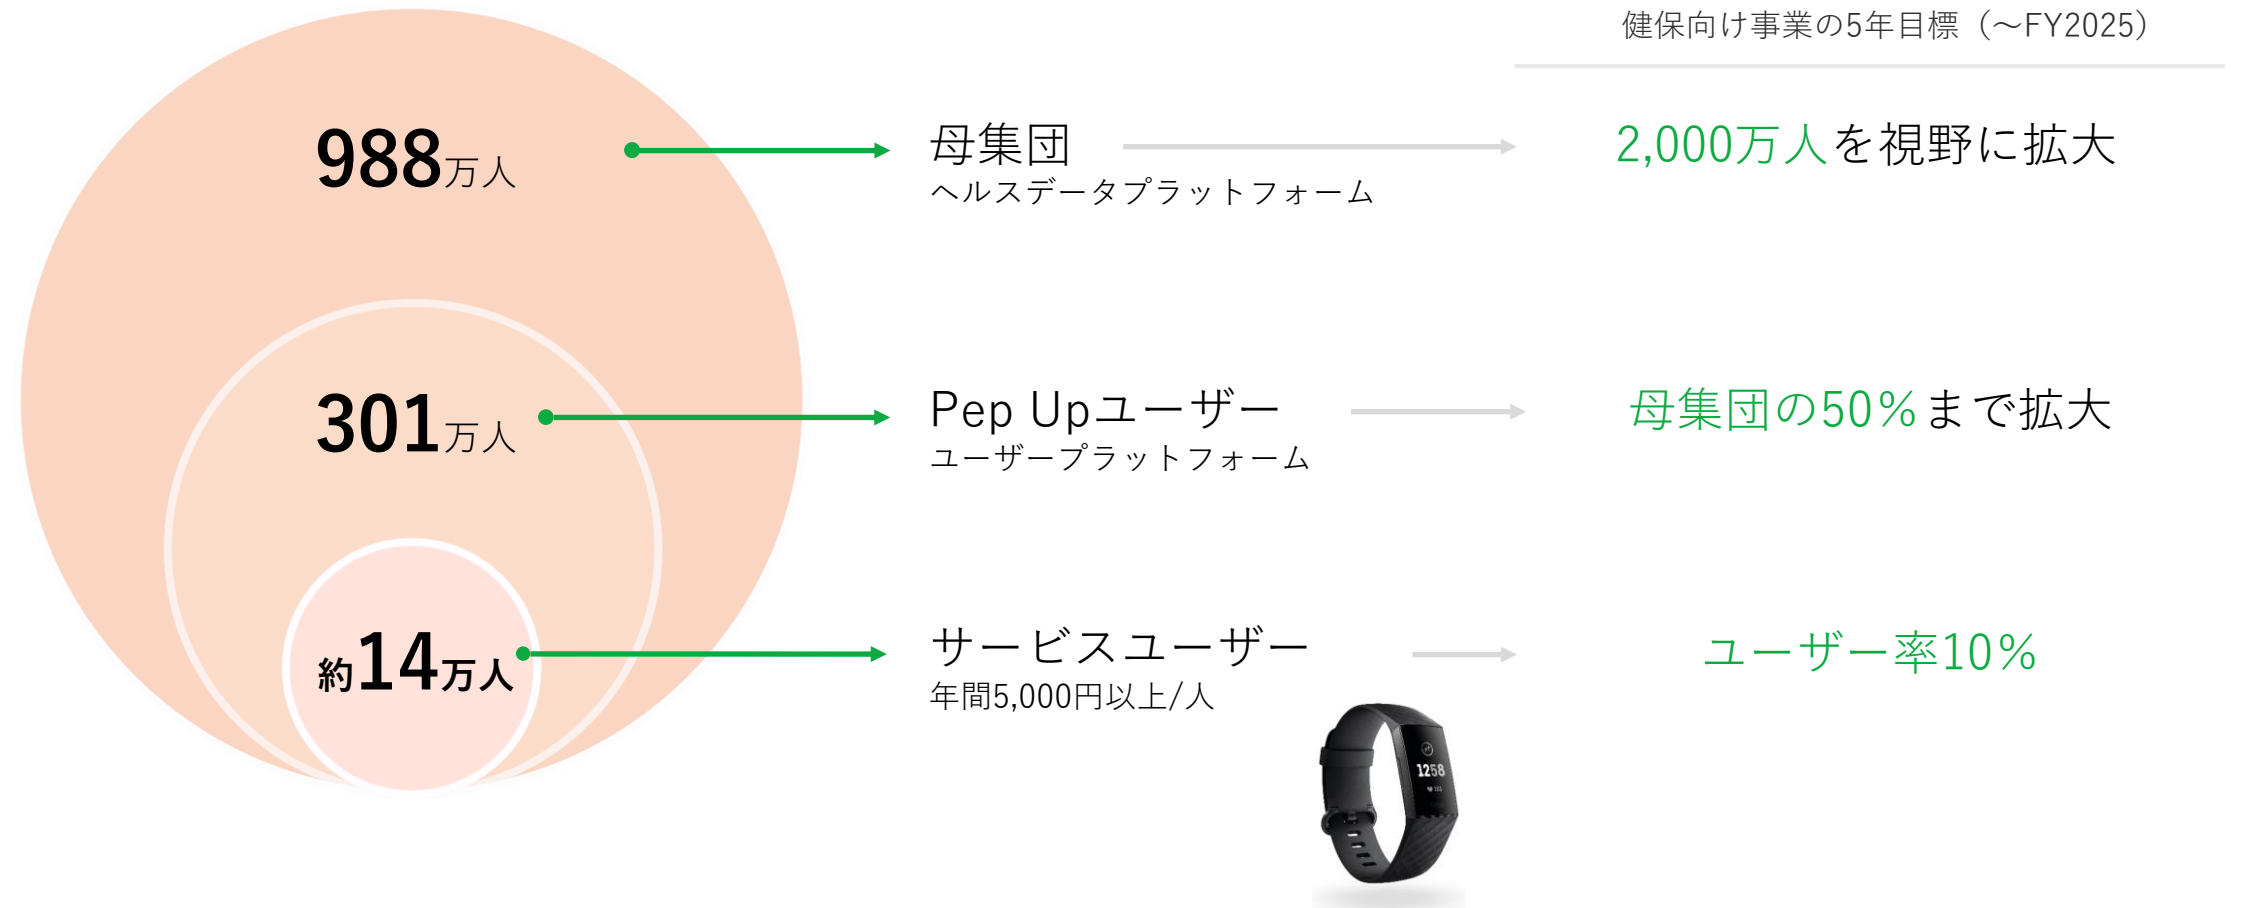 健保向け事業の5年目標（～FY2025）
988万人
母集団
ヘルスデータプラットフォーム
2,000万人を視野に拡大
301万人
Pep Upユーザー
ユーザープラットフォーム
母集団の50％まで拡大
約14万人
サービスユーザー
年間5,000円以上/人
ユーザー率10％
1258